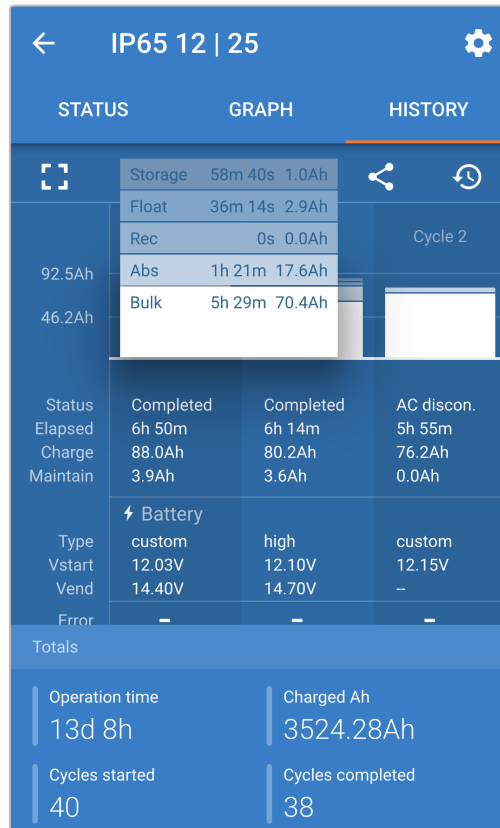 IP65 12 | 25
STATUS GRAPH HISTORY
Storage 58m 40s 1.0Ah
Float 36m 14s 2.9Ah
Rec 0s 0.0Ah
Abs 1h 21m 17.6Ah
Bulk 5h 29m 70.4Ah
Cycle 2
92.5Ah
46.2Ah
Status Completed Completed AC discon.
Elapsed 6h 50m 6h 14m 5h 55m
Charge 88.0Ah 80.2Ah 76.2Ah
Maintain 3.9Ah 3.6Ah 0.0Ah
Battery
Type custom high custom
Vstart 12.03V 12.10V 12.15V
Vend 14.40V 14.70V --
Error – – –
Totals
Operation time Charged Ah
13d 8h 3524.28Ah
Cycles started Cycles completed
40 38